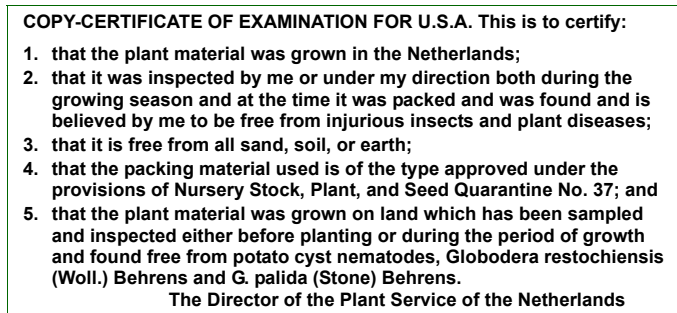 COPY-CERTIFICATE OF EXAMINATION FOR U.S.A. This is to certify:
1. that the plant material was grown in the Netherlands;
2. that it was inspected by me or under my direction both during the
growing season and at the time it was packed and was found and is
believed by me to be free from injurious insects and plant diseases;
3. that it is free from all sand, soil, or earth;
4. that the packing material used is of the type approved under the
provisions of Nursery Stock, Plant, and Seed Quarantine No. 37; and
5. that the plant material was grown on land which has been sampled
and inspected either before planting or during the period of growth
and found free from potato cyst nematodes, Globodera restochiensis
(Woll.) Behrens and G. palida (Stone) Behrens.
The Director of the Plant Service of the Netherlands